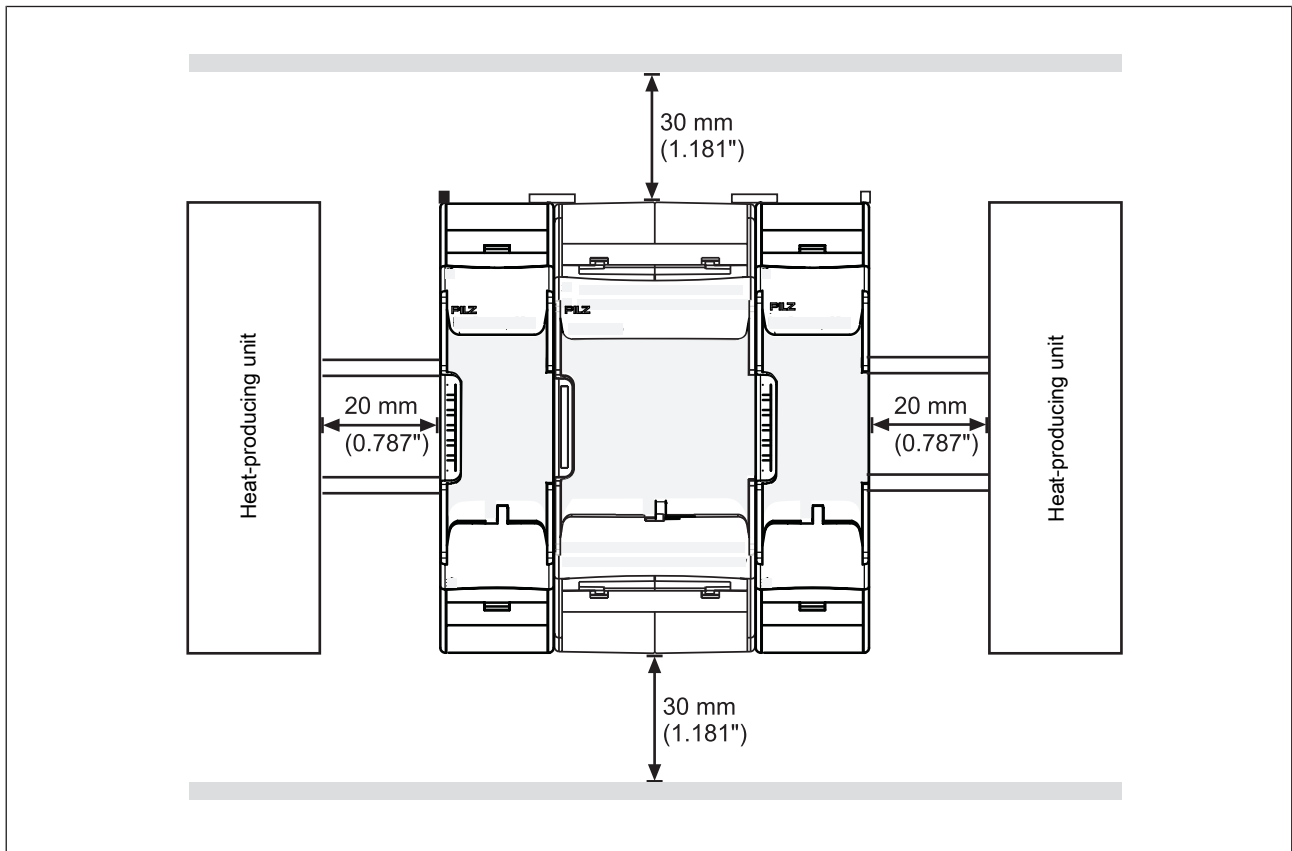 30 mm
(1.181")
PILZ
PILZ
PILZ
Heat-producing unit
20 mm
(0.787")
20 mm
(0.787")
Heat-producing unit
30 mm
(1.181")